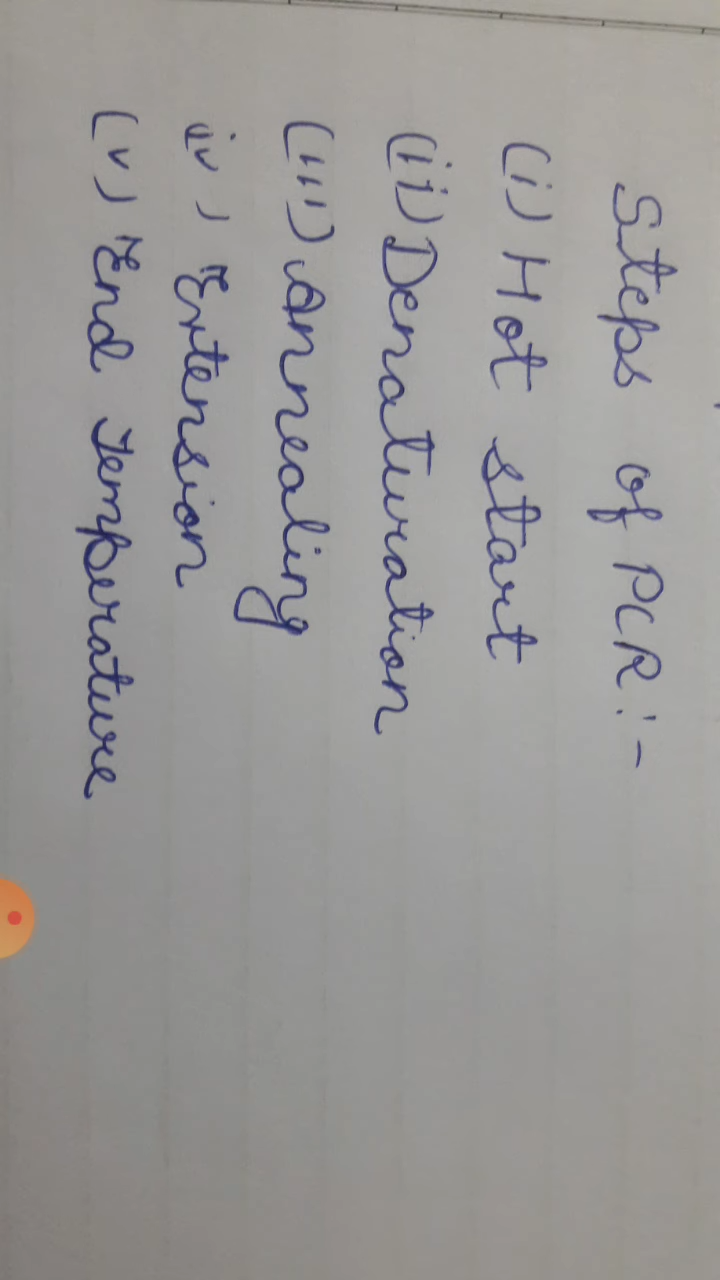 Steps of PCR:-
(i) Hot start
(ii) Denaturation
(iii) Annealing
iv) Extension
(v) End Temperature